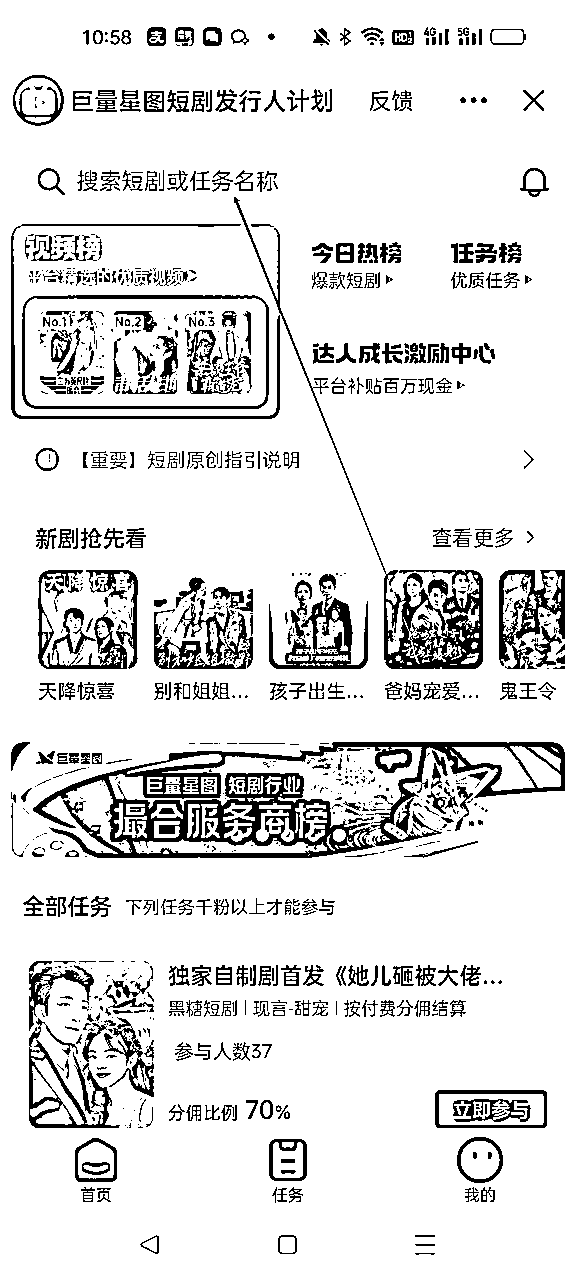 10:58
巨量星图短剧发行人计划 反馈
搜索短剧或任务名称
视频榜
平台精选的优质视频
No.1 No.2 No.3
今日热榜 任务榜
爆款短剧 优质任务
达人成长激励中心
平台补贴百万现金
【重要】短剧原创指引说明
新剧抢先看 查看更多
天降惊喜
天降惊喜 别和姐姐... 孩子出生... 爸妈宠爱... 鬼王令
巨量星图
巨量星图 短剧行业
撮合服务商榜
全部任务 下列任务千粉以上才能参与
独家自制剧首发《她儿砸被大佬...
黑糖短剧 | 现言-甜宠 | 按付费分佣结算
参与人数37
分佣比例 70% 立即参与
首页 任务 我的